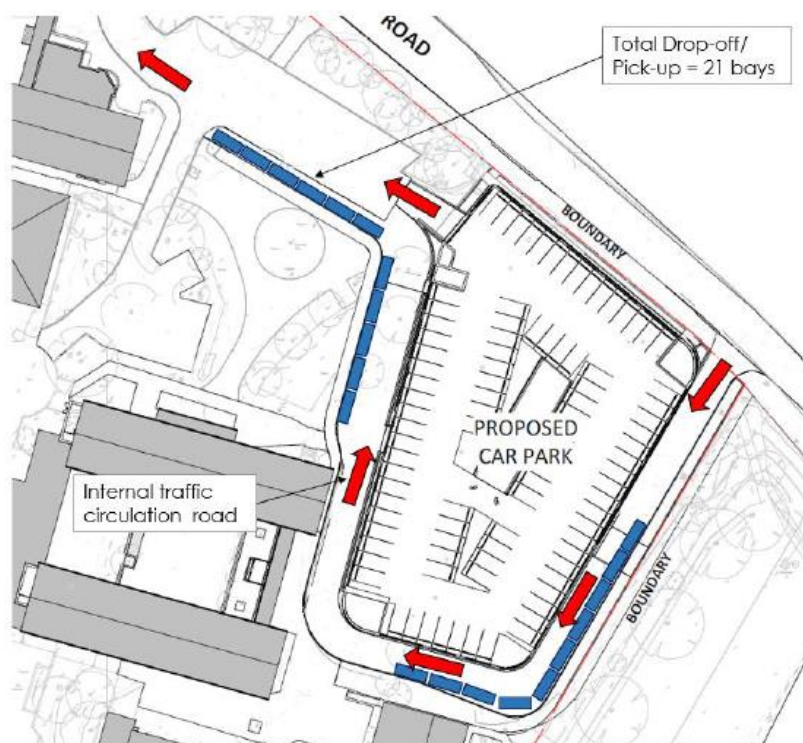 ROAD
Total Drop-off/
Pick-up = 21 bays
BOUNDARY
PROPOSED
CAR PARK
Internal traffic
circulation road
BOUNDARY